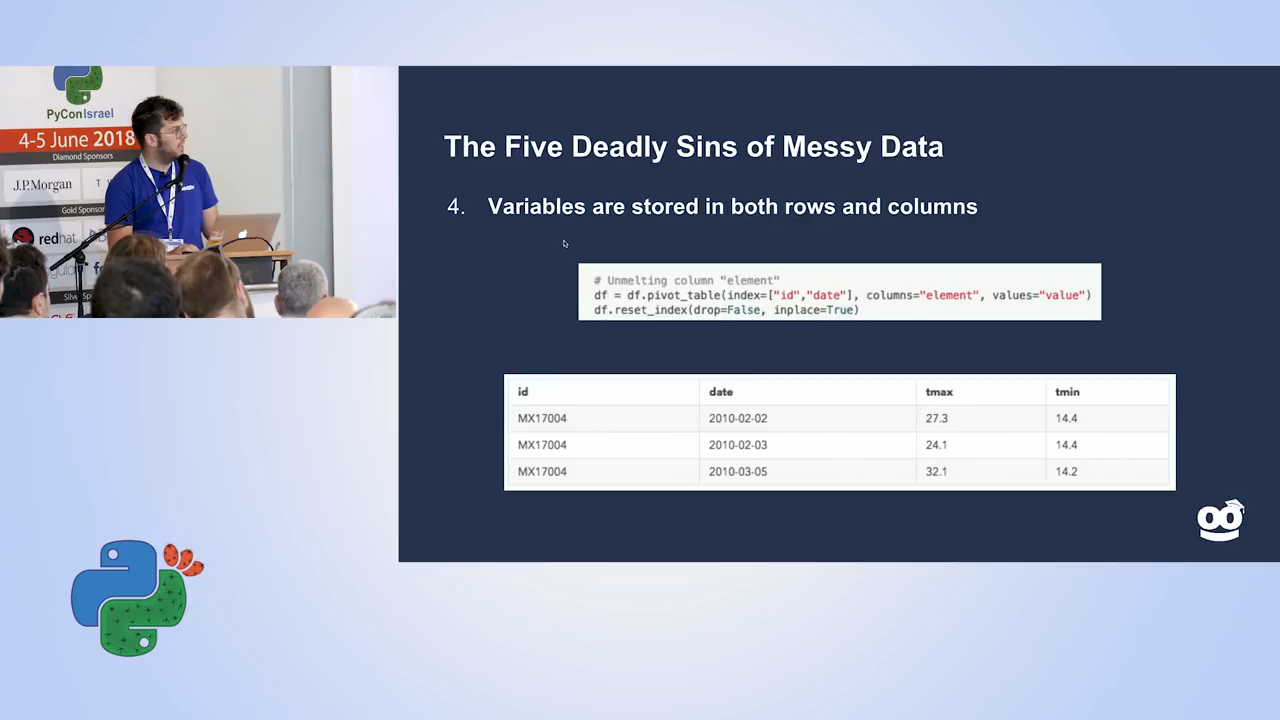 PyConIsrael
4-5 June 2018
Diamond Sponsors
J.P.Morgan
T
Gold Sponso
redhat
Silve
The Five Deadly Sins of Messy Data
4. Variables are stored in both rows and columns
# Unmelting column "element"
df = df.pivot_table(index=["id","date"], columns="element", values="value")
df.reset_index(drop=False, inplace=True)
id date tmax tmin
MX17004 2010-02-02 27.3 14.4
MX17004 2010-02-03 24.1 14.4
MX17004 2010-03-05 32.1 14.2